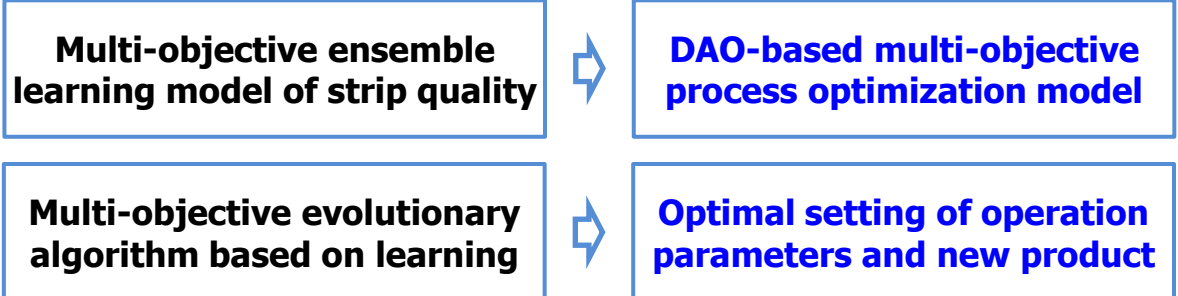 Multi-objective ensemble
learning model of strip quality
DAO-based multi-objective
process optimization model
Multi-objective evolutionary
algorithm based on learning
Optimal setting of operation
parameters and new product